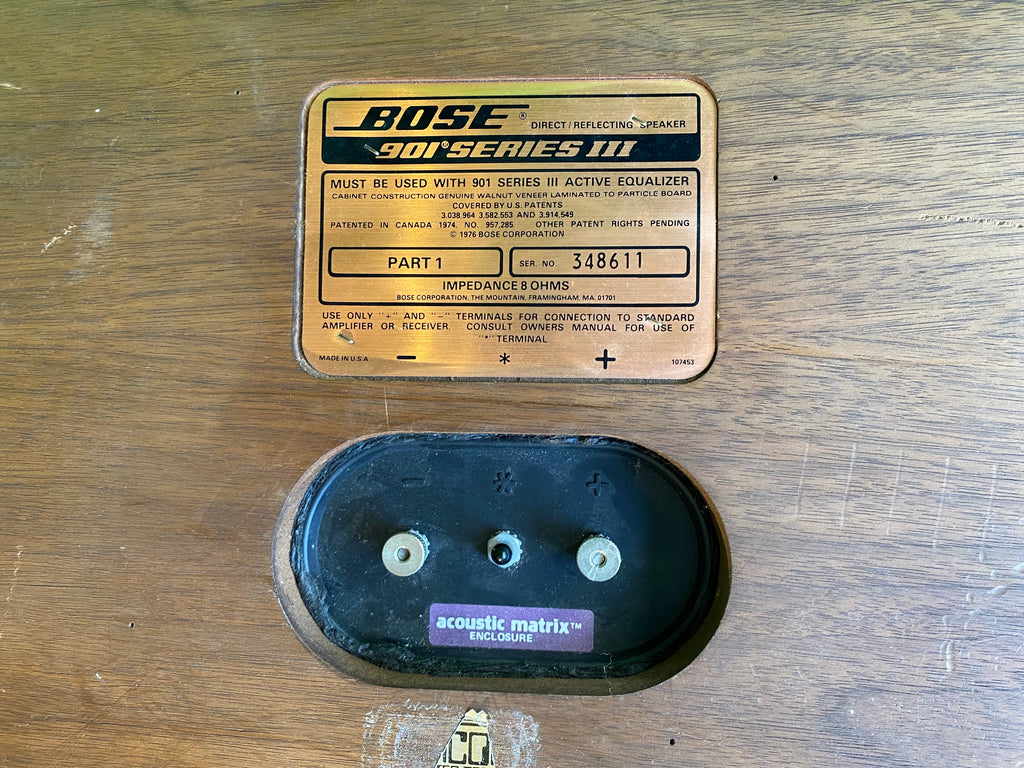 BOSE® DIRECT/REFLECTING SPEAKER
901® SERIES III
MUST BE USED WITH 901 SERIES III ACTIVE EQUALIZER
CABINET CONSTRUCTION GENUINE WALNUT VENEER LAMINATED TO PARTICLE BOARD
COVERED BY U.S. PATENTS
3,038,964 3,582,553 AND 3,914,549
PATENTED IN CANADA 1974. NO. 957,285. OTHER PATENT RIGHTS PENDING
© 1976 BOSE CORPORATION
PART 1 SER. NO. 348611
IMPEDANCE 8 OHMS
BOSE CORPORATION, THE MOUNTAIN, FRAMINGHAM, MA. 01701
USE ONLY "+" AND "−" TERMINALS FOR CONNECTION TO STANDARD
AMPLIFIER OR RECEIVER. CONSULT OWNERS MANUAL FOR USE OF
"*" TERMINAL
MADE IN U.S.A − * + 107453
− * +
acoustic matrix™
ENCLOSURE
CO